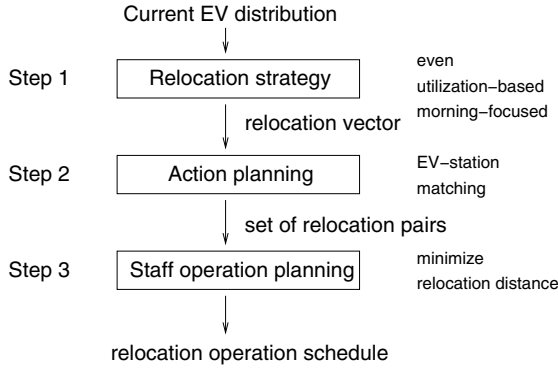 Current EV distribution
Step 1
Relocation strategy
even
utilization−based
morning−focused
relocation vector
Step 2
Action planning
EV−station
matching
set of relocation pairs
Step 3
Staff operation planning
minimize
relocation distance
relocation operation schedule